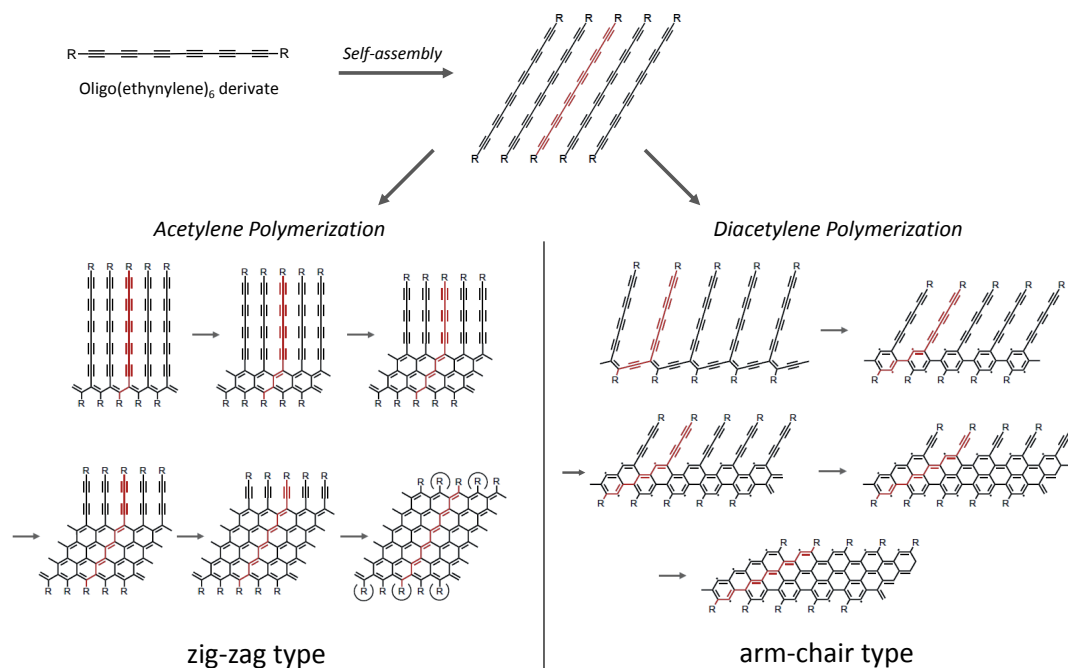 R R R R R
R R
Self-assembly
Oligo(ethynylene)6 derivate
R R R R R
Acetylene Polymerization
R R R R R
R R R R R
R R R R R
R R R R R
R R R R R
R R R R R
R R R R R
R R R R R
R R R R R
R R R R R
R R R R R
R R R R R
zig-zag type
Diacetylene Polymerization
R R R R R
R R R R R
R R R R R
R R R R R
R R R R R
R R R R R
R R R R R
R R R R R
R R R R R
R R R R R
arm-chair type